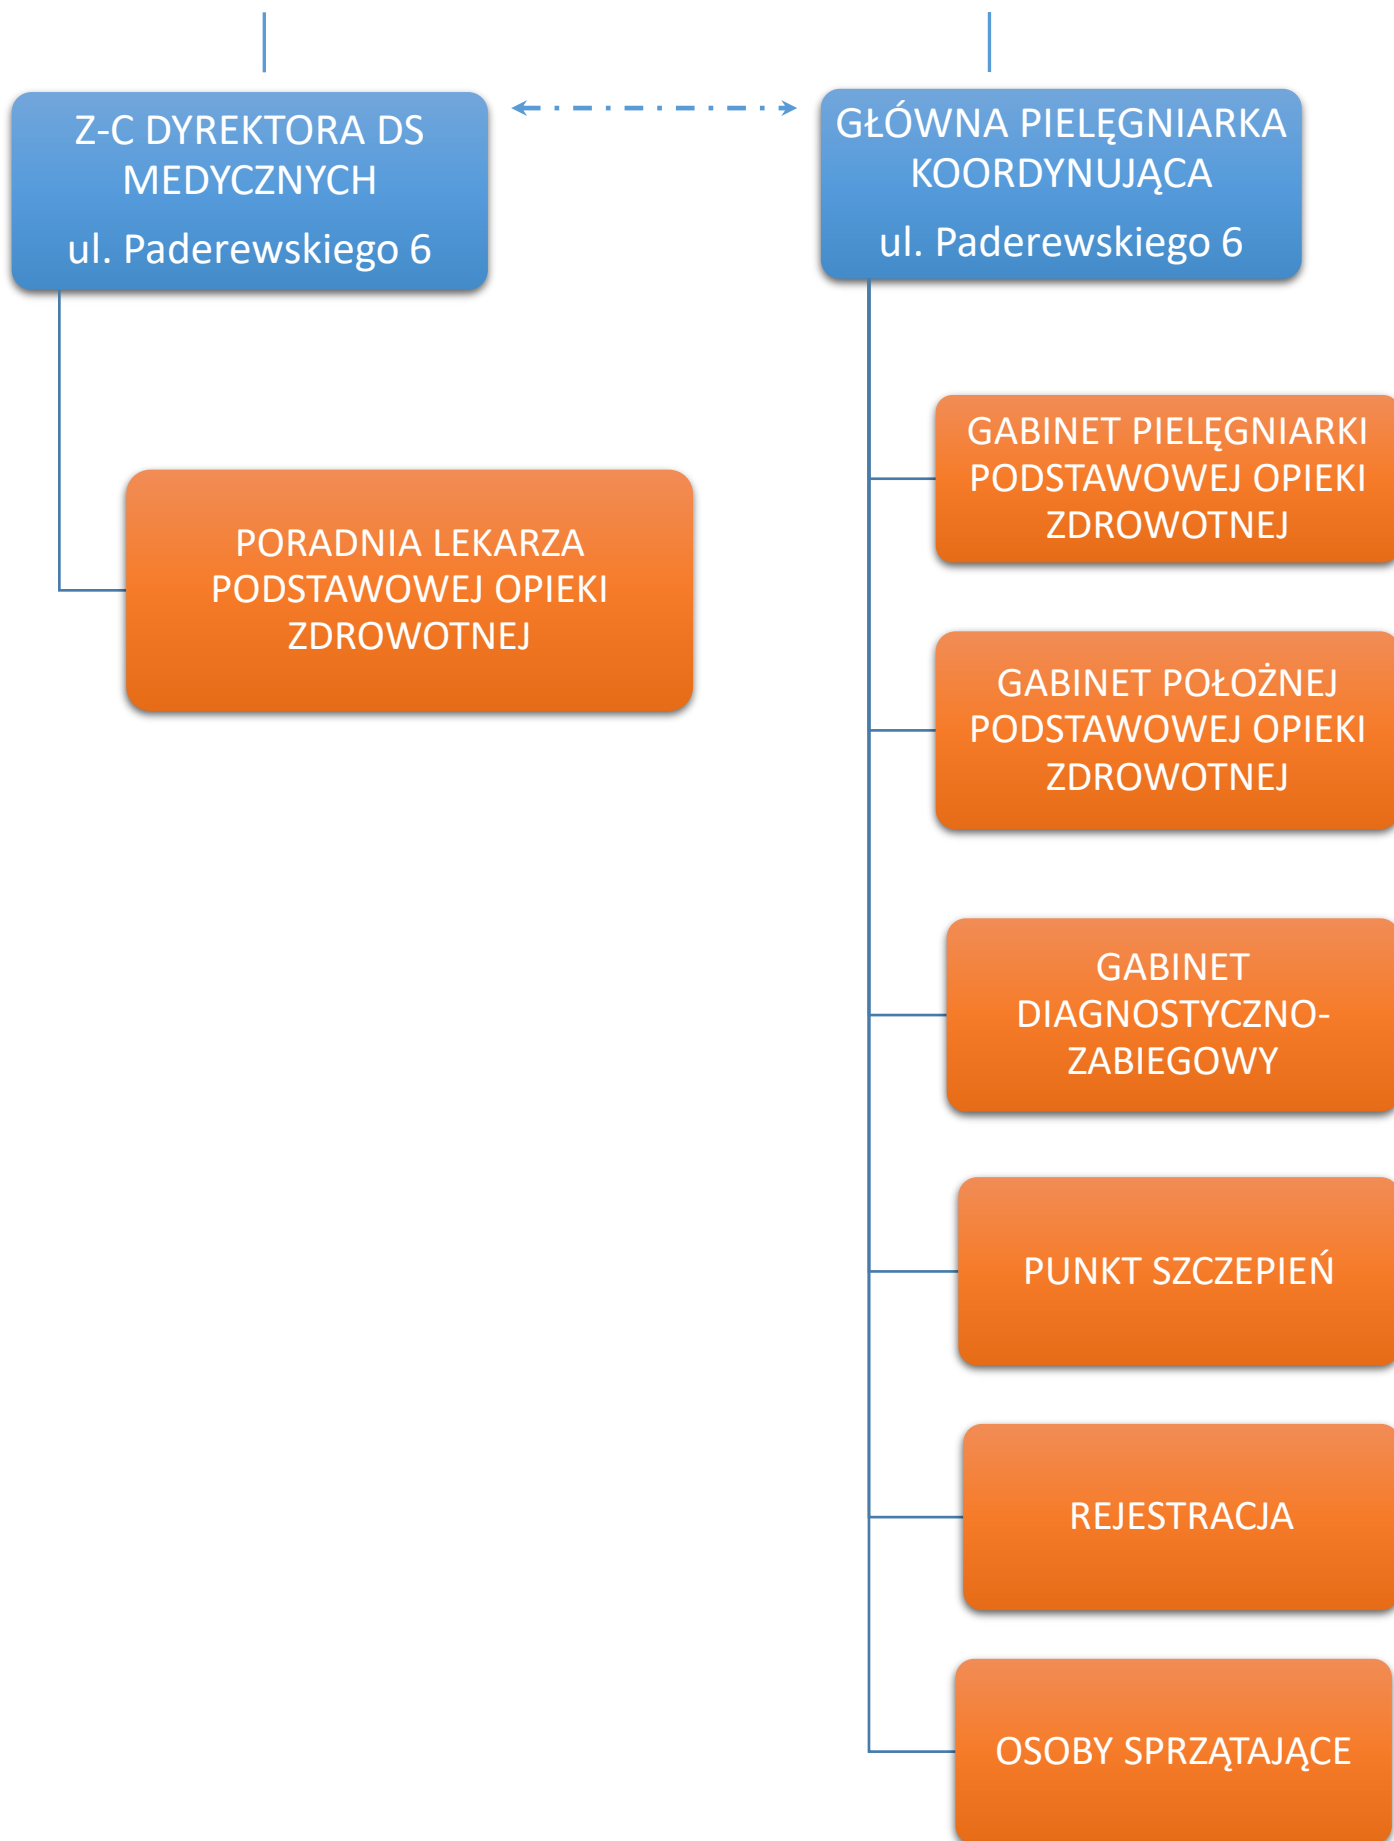 Z-C DYREKTORA DS
MEDYCZNYCH
ul. Paderewskiego 6
GŁÓWNA PIELĘGNIARKA
KOORDYNUJĄCA
ul. Paderewskiego 6
PORADNIA LEKARZA
PODSTAWOWEJ OPIEKI
ZDROWOTNEJ
GABINET PIELĘGNIARKI
PODSTAWOWEJ OPIEKI
ZDROWOTNEJ
GABINET POŁOŻNEJ
PODSTAWOWEJ OPIEKI
ZDROWOTNEJ
GABINET
DIAGNOSTYCZNO-
ZABIEGOWY
PUNKT SZCZEPIEŃ
REJESTRACJA
OSOBY SPRZĄTAJĄCE